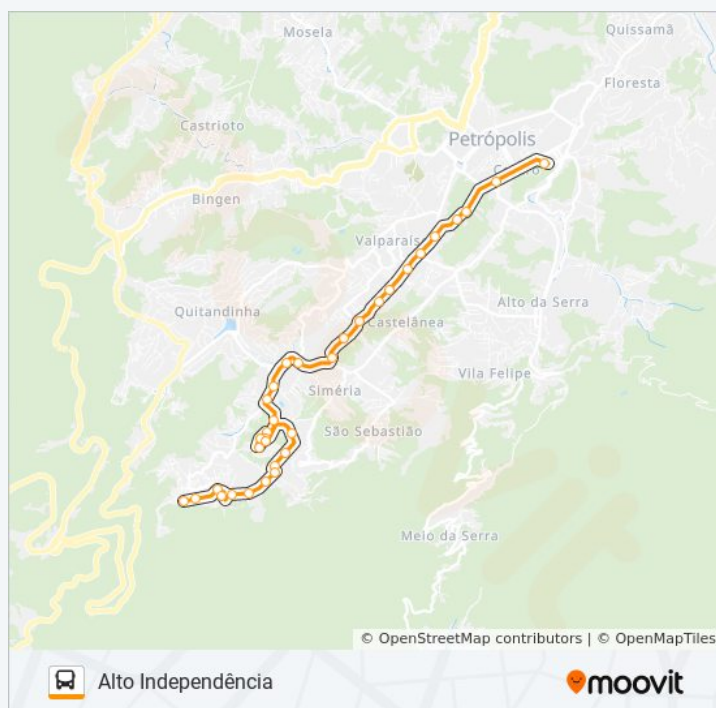 Mosela
Quissamã
Floresta
Castrioto
Petrópolis
Bingen
Valparaís
Quitandinha
Alto da Serra
Castelânea
Vila Felipe
Siméria
São Sebastião
Meio da Serra
© OpenStreetMap contributors | © OpenMapTiles
Alto Independência
moovit